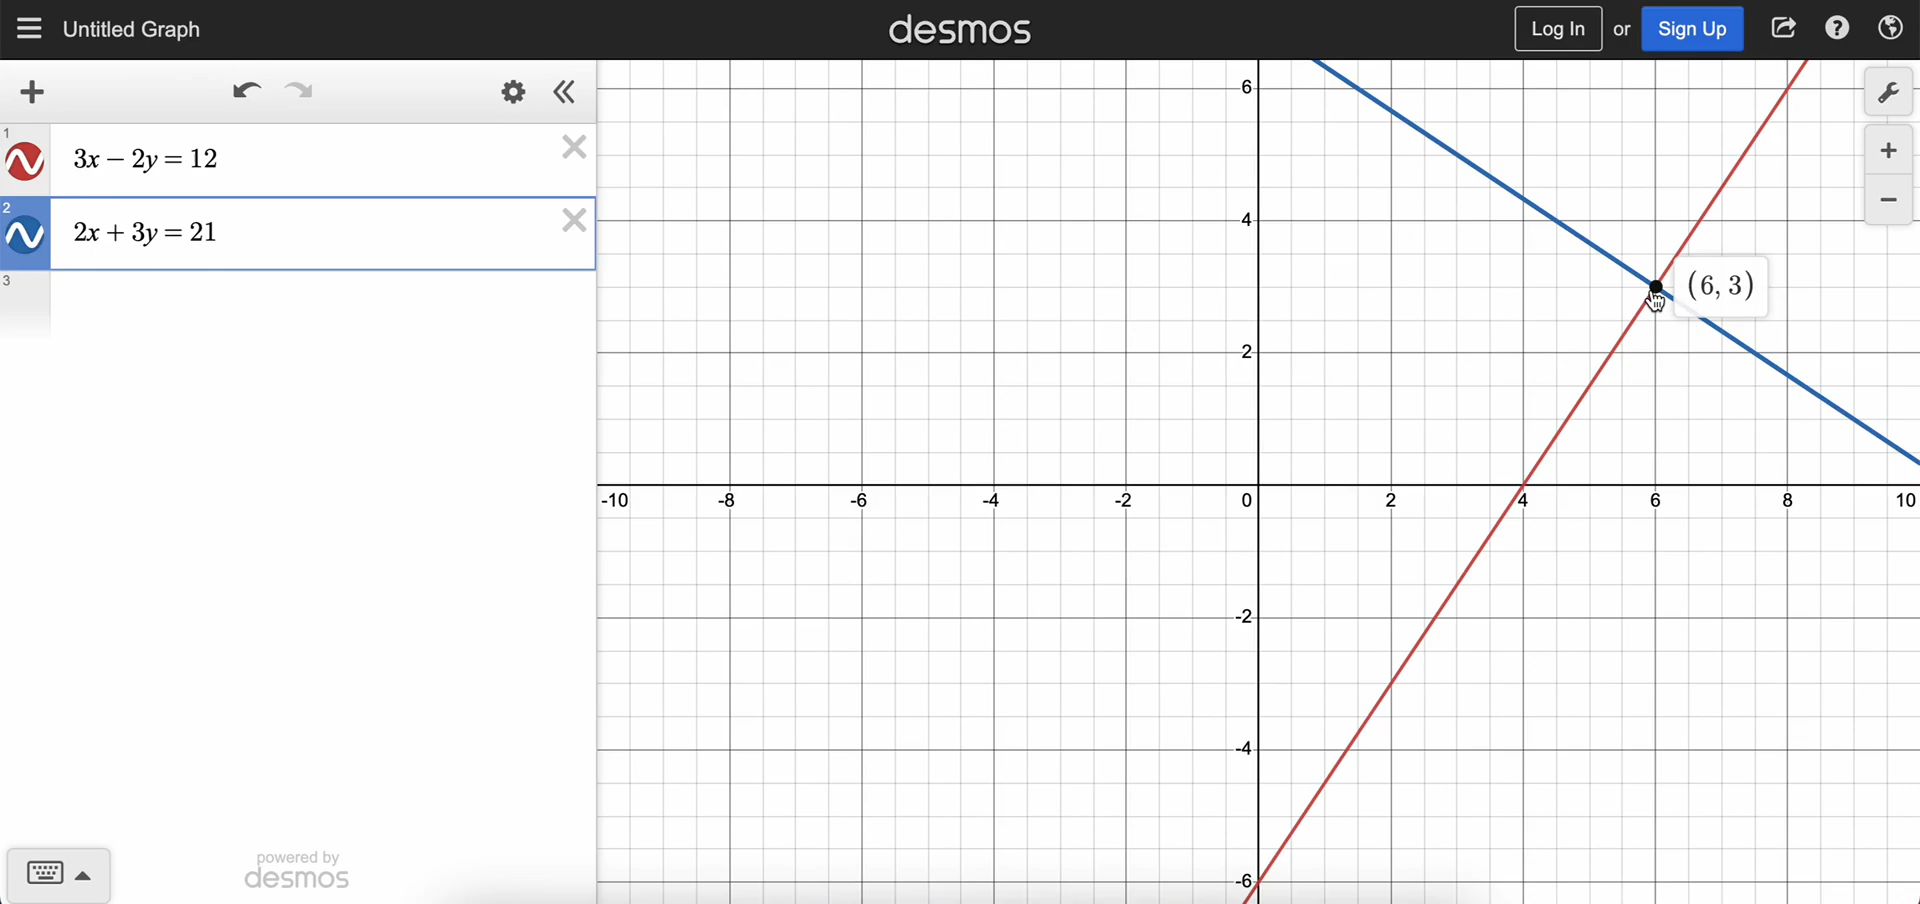 Untitled Graph
desmos
Log In or Sign Up
1
3x − 2y = 12
2
2x + 3y = 21
3
powered by
desmos
6
4
(6, 3)
2
-10 -8 -6 -4 -2 0 2 4 6 8 10
-2
-4
-6